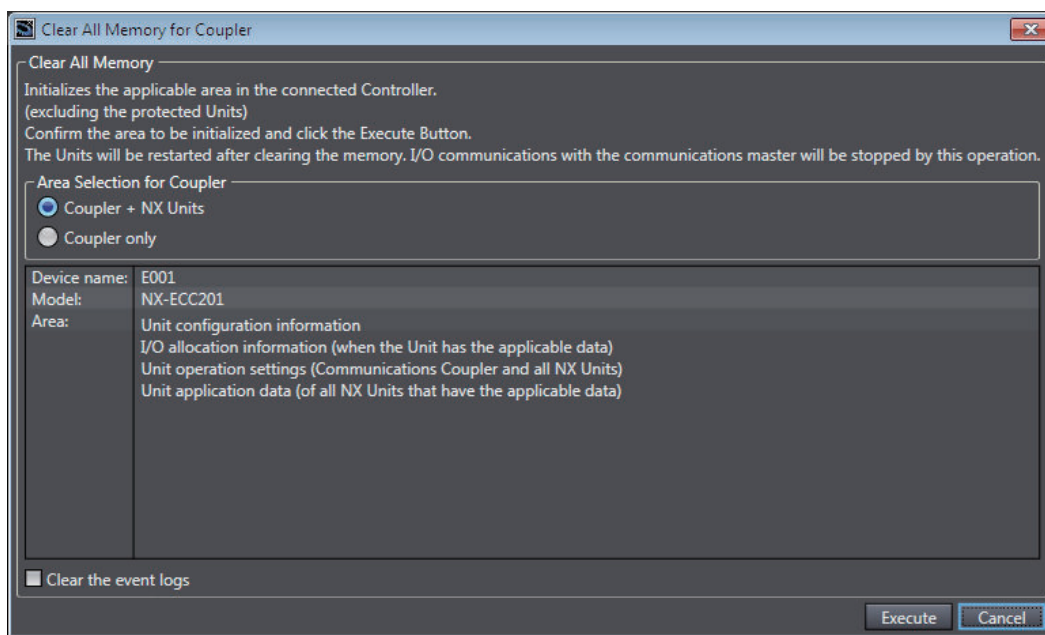 Clear All Memory for Coupler
Clear All Memory
Initializes the applicable area in the connected Controller.
(excluding the protected Units)
Confirm the area to be initialized and click the Execute Button.
The Units will be restarted after clearing the memory. I/O communications with the communications master will be stopped by this operation.
Area Selection for Coupler
Coupler + NX Units
Coupler only
Device name: E001
Model: NX-ECC201
Area: Unit configuration information
I/O allocation information (when the Unit has the applicable data)
Unit operation settings (Communications Coupler and all NX Units)
Unit application data (of all NX Units that have the applicable data)
Clear the event logs
Execute Cancel